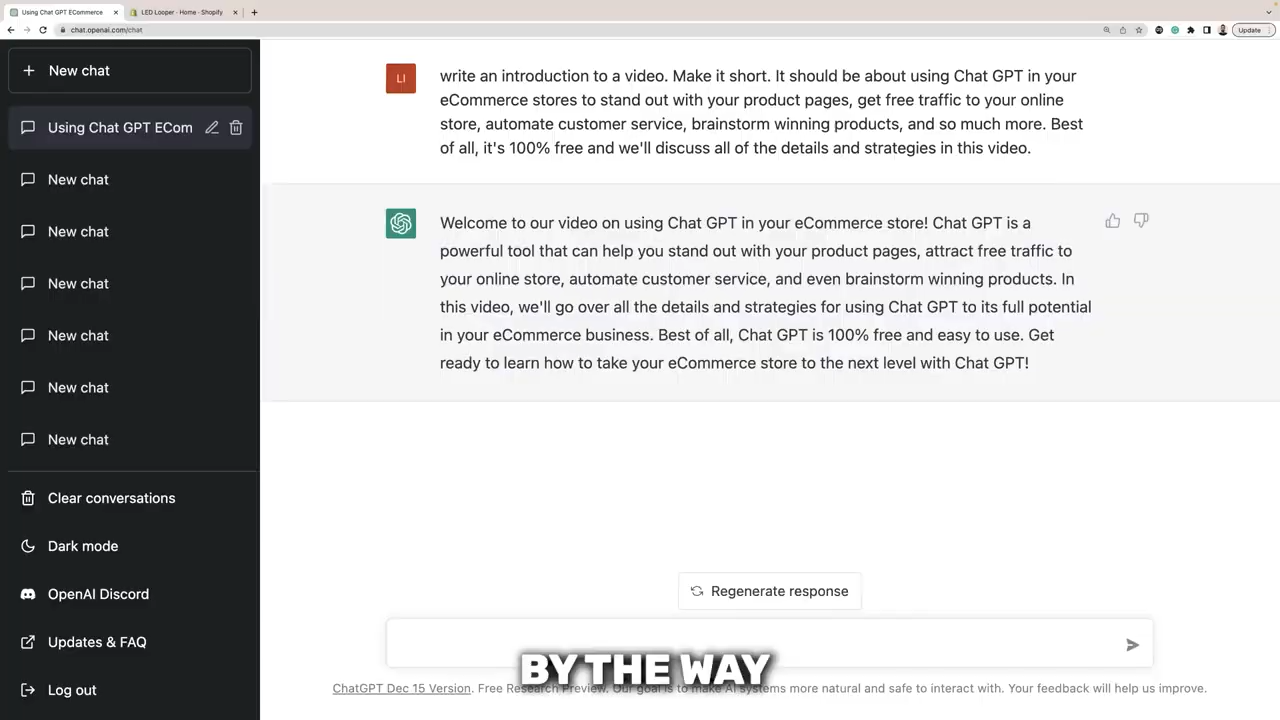 Using Chat GPT ECommerce
LED Looper - Home - Shopify
chat.openai.com/chat
Update
New chat
Using Chat GPT ECom
New chat
New chat
New chat
New chat
New chat
New chat
Clear conversations
Dark mode
OpenAI Discord
Updates & FAQ
Log out
LI
write an introduction to a video. Make it short. It should be about using Chat GPT in your
eCommerce stores to stand out with your product pages, get free traffic to your online
store, automate customer service, brainstorm winning products, and so much more. Best
of all, it's 100% free and we'll discuss all of the details and strategies in this video.
Welcome to our video on using Chat GPT in your eCommerce store! Chat GPT is a
powerful tool that can help you stand out with your product pages, attract free traffic to
your online store, automate customer service, and even brainstorm winning products. In
this video, we'll go over all the details and strategies for using Chat GPT to its full potential
in your eCommerce business. Best of all, Chat GPT is 100% free and easy to use. Get
ready to learn how to take your eCommerce store to the next level with Chat GPT!
Regenerate response
BY THE WAY
ChatGPT Dec 15 Version. Free Research Preview. Our goal is to make AI systems more natural and safe to interact with. Your feedback will help us improve.